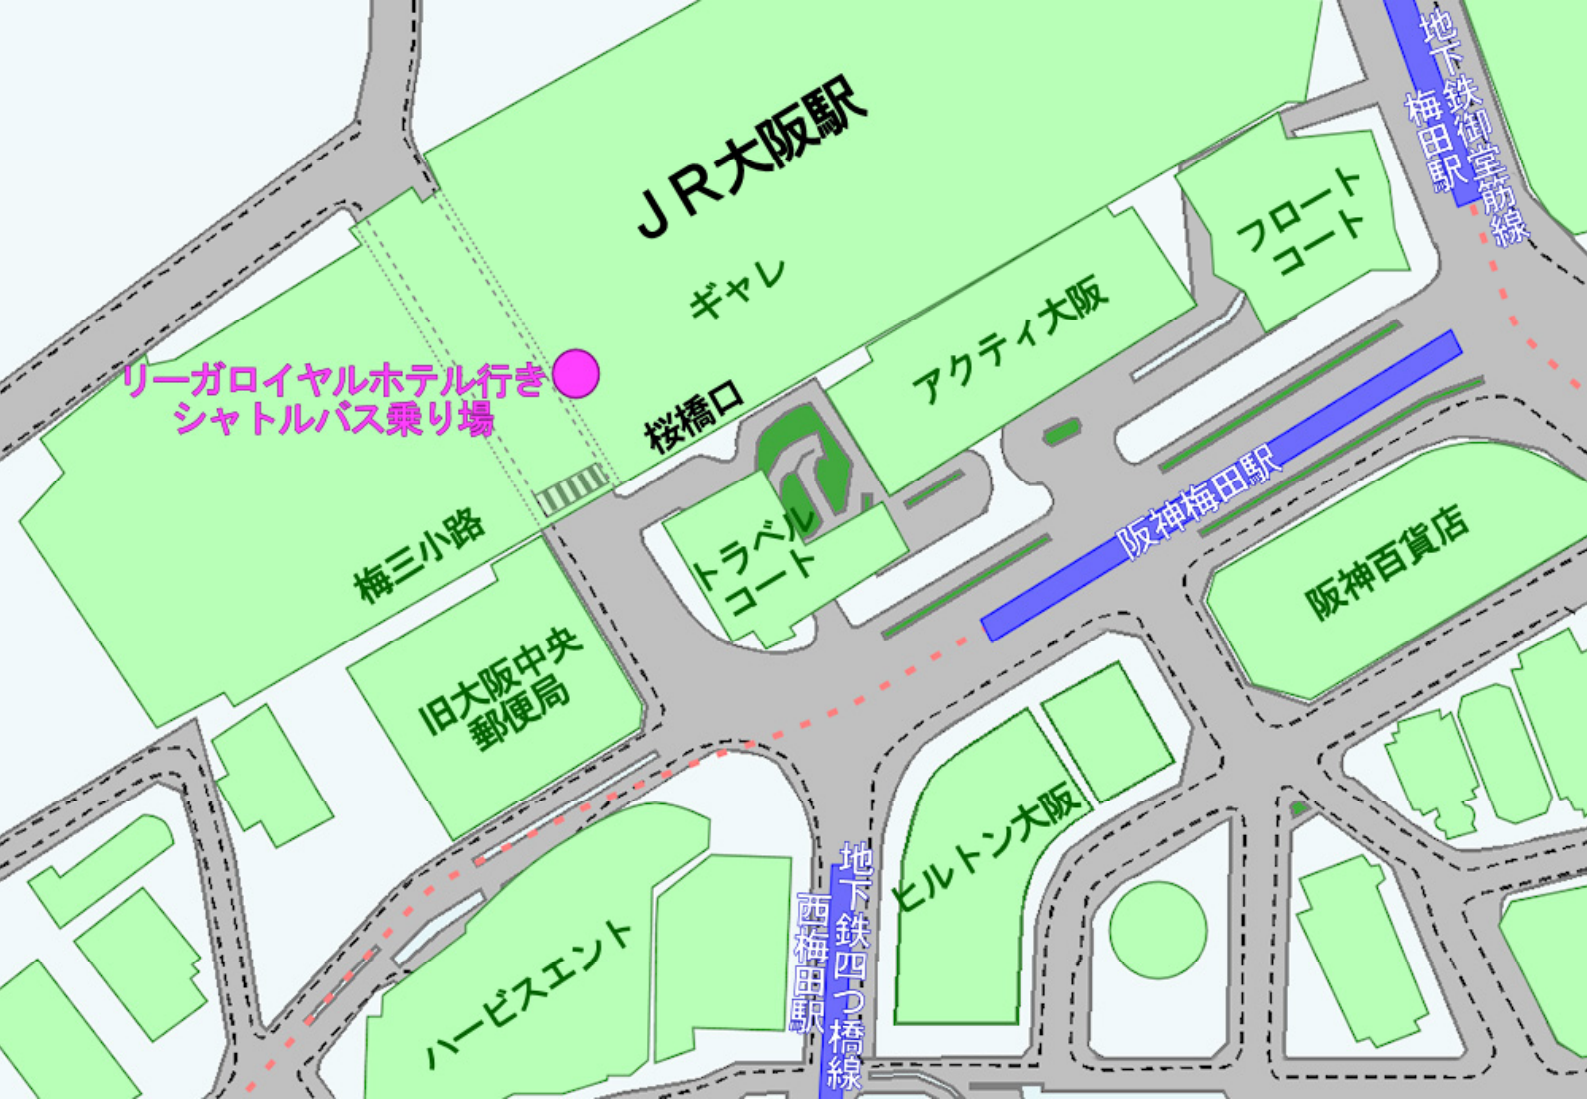 地下鉄御堂筋線
梅田駅
JR大阪駅
フロート
コート
ギャレ
アクティ大阪
リーガロイヤルホテル行き
シャトルバス乗り場
桜橋口
阪神梅田駅
トラベル
コート
梅三小路
阪神百貨店
旧大阪中央
郵便局
ヒルトン大阪
地下鉄四つ橋線
西梅田駅
ハービスエント